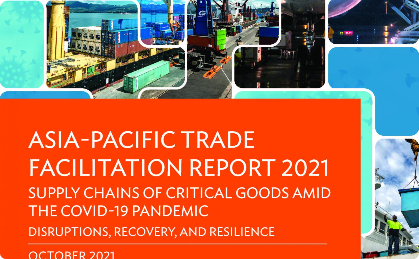 ASIA-PACIFIC TRADE
FACILITATION REPORT 2021
SUPPLY CHAINS OF CRITICAL GOODS AMID
THE COVID-19 PANDEMIC
DISRUPTIONS, RECOVERY, AND RESILIENCE
OCTOBER 2021